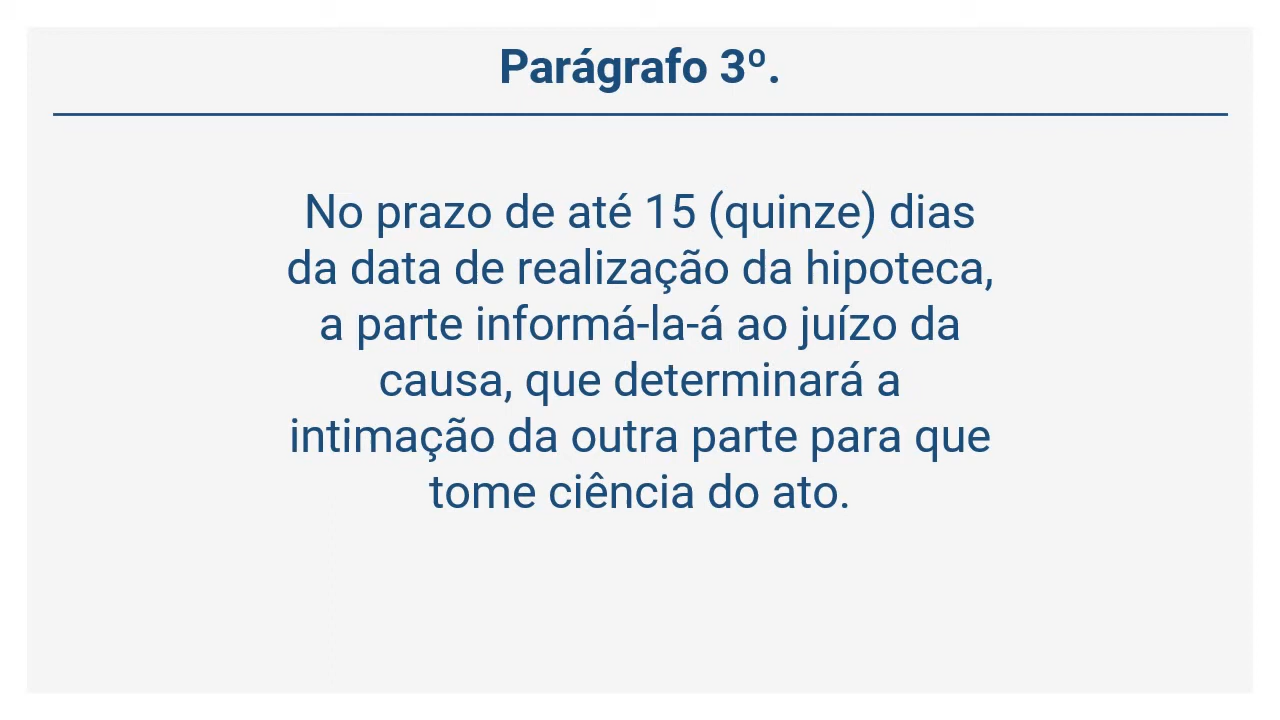 Parágrafo 3º.
No prazo de até 15 (quinze) dias
da data de realização da hipoteca,
a parte informá-la-á ao juízo da
causa, que determinará a
intimação da outra parte para que
tome ciência do ato.